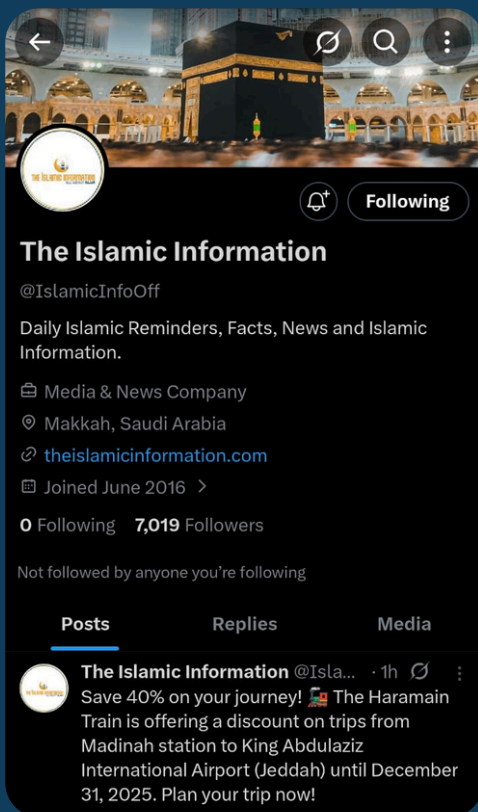 THE ISLAMIC INFORMATION
Following
The Islamic Information
@IslamicInfoOff
Daily Islamic Reminders, Facts, News and Islamic
Information.
Media & News Company
Makkah, Saudi Arabia
theislamicinformation.com
Joined June 2016
0 Following 7,019 Followers
Not followed by anyone you're following
Posts Replies Media
The Islamic Information @Isla... · 1h
Save 40% on your journey! 🚂 The Haramain
Train is offering a discount on trips from
Madinah station to King Abdulaziz
International Airport (Jeddah) until December
31, 2025. Plan your trip now!